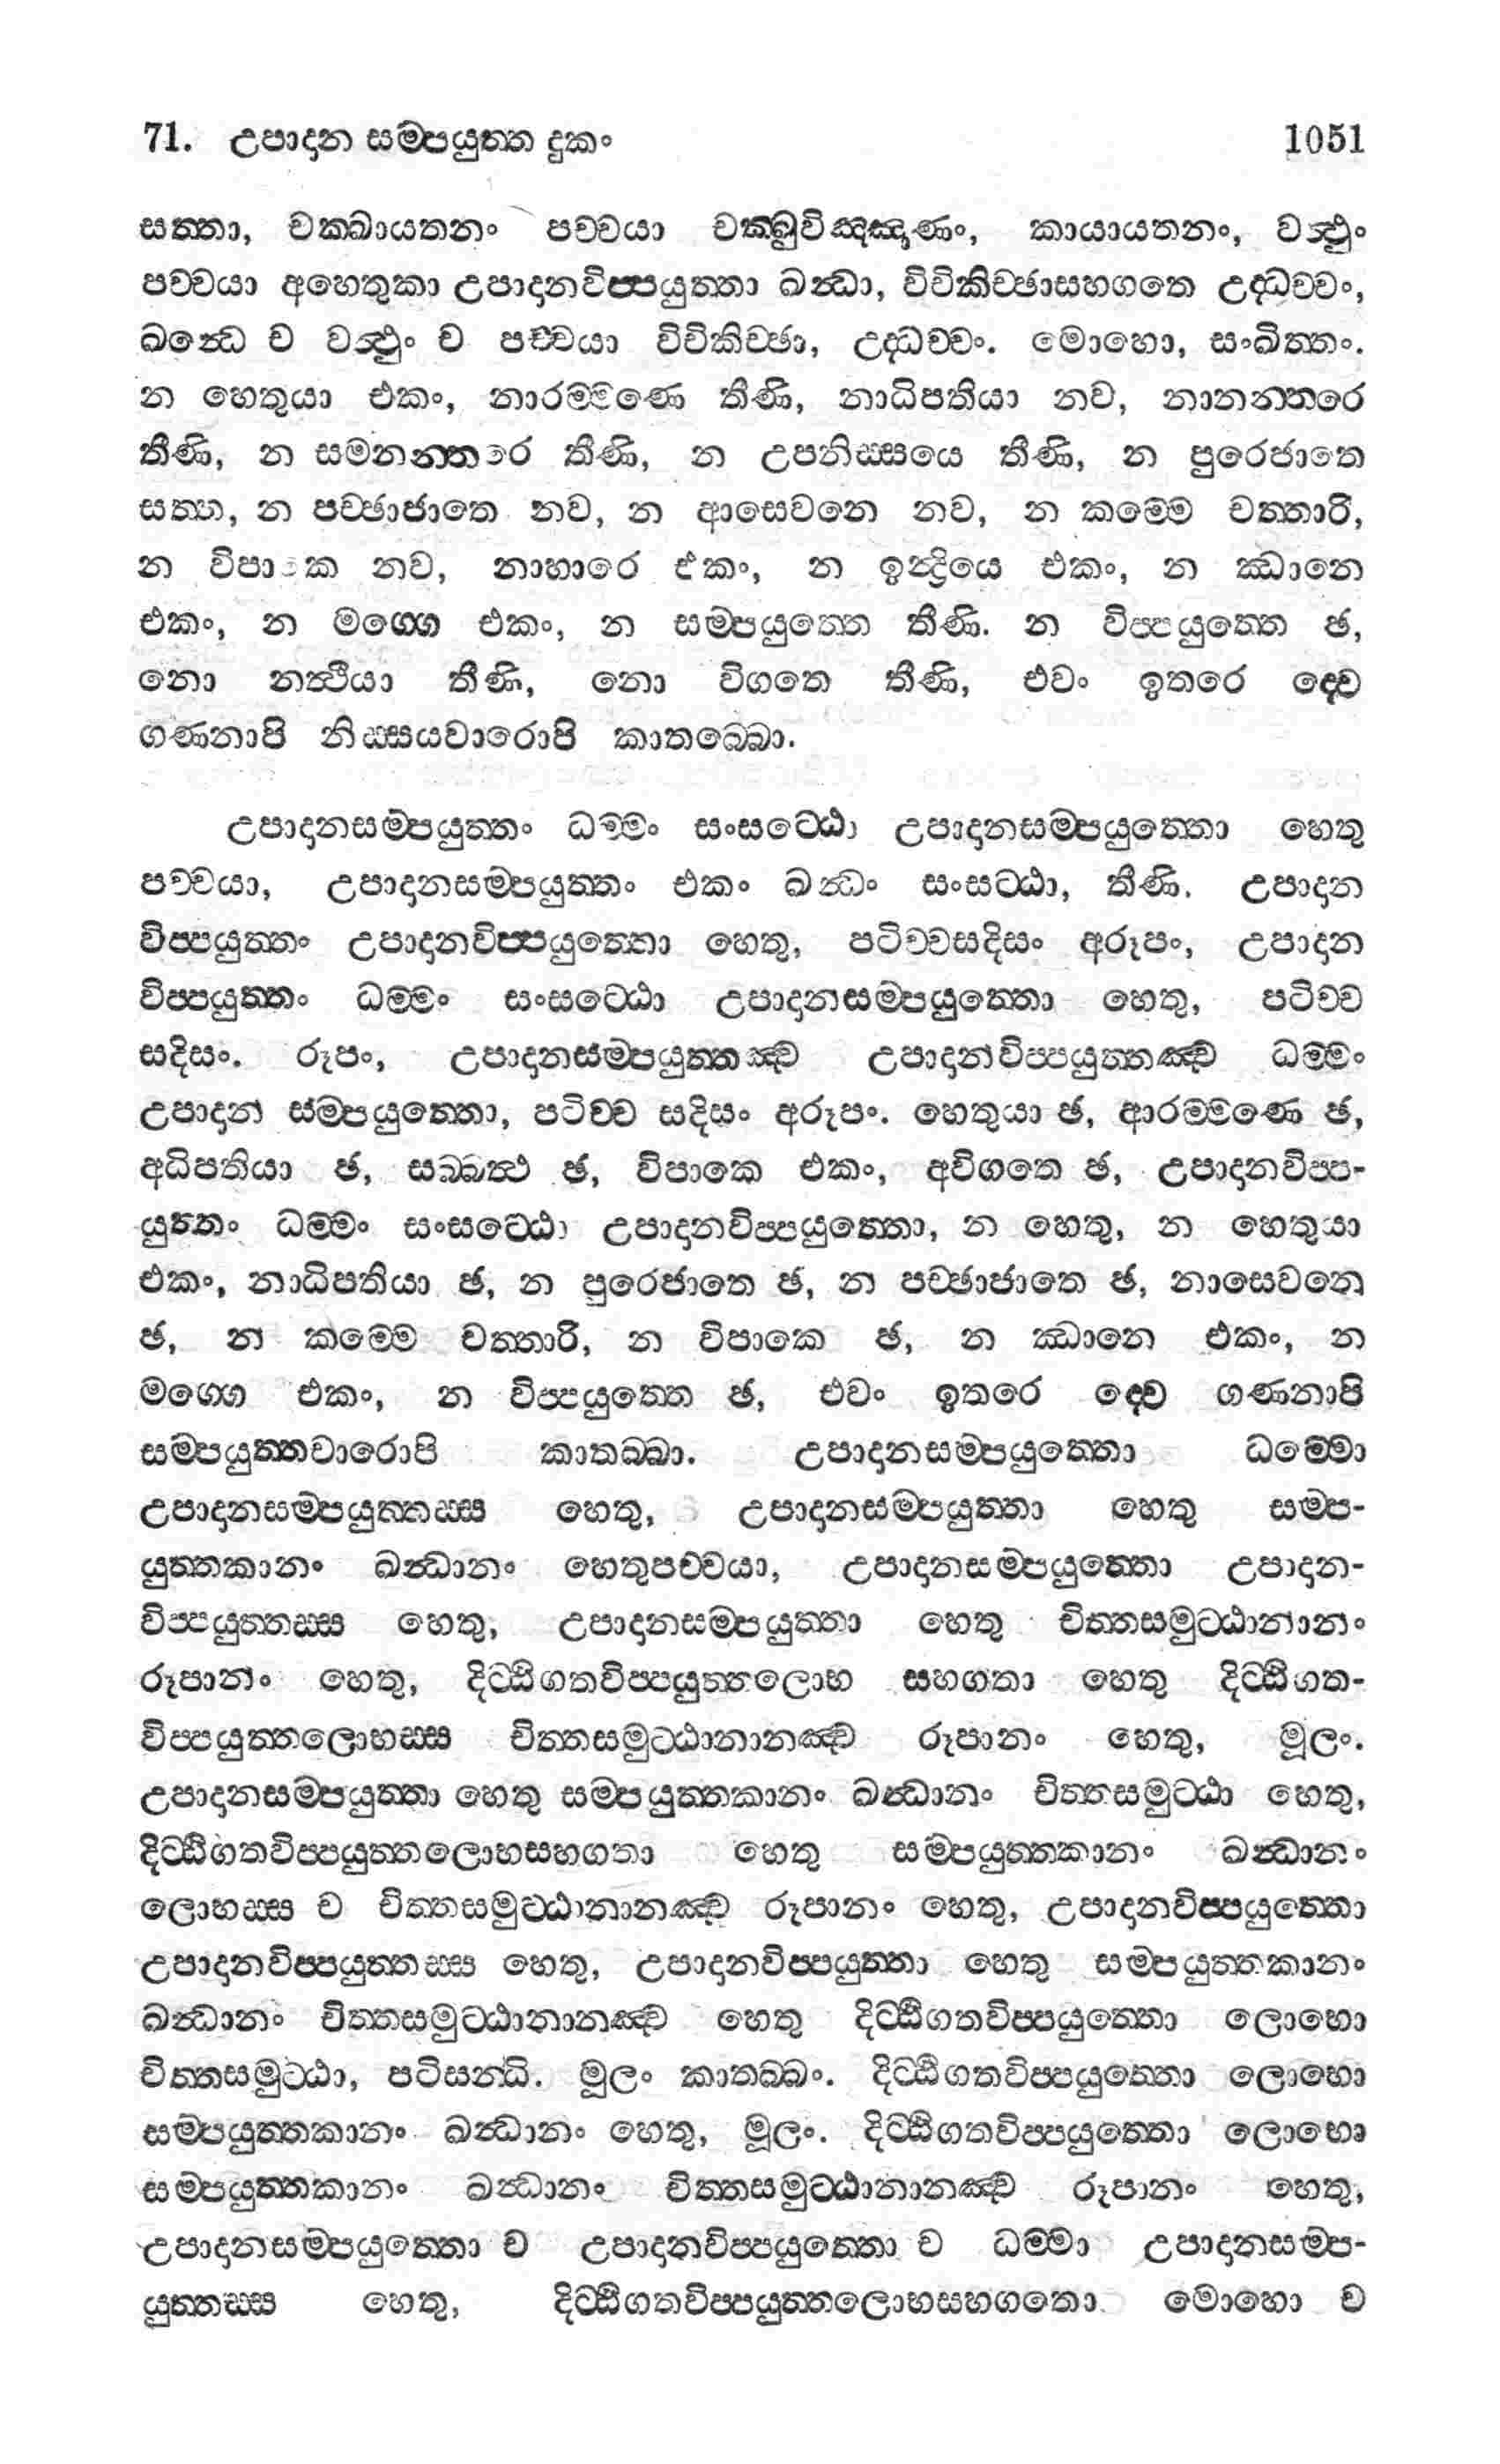 71. උපාදාන සම්පයුත්ත දුකං 1051
සත්තා, චක්ඛායතනං පච්චයා චක්ඛුවිඤ්ඤාණං, කායායතනං, වත්ථුං
පච්චයා අහෙතුකා උපාදානවිප්පයුත්තා ඛන්ධා, විචිකිච්ඡාසහගතෙ උද්ධච්චං,
ඛන්ධෙ ච වත්ථුං ච පච්චයා විචිකිච්ඡා, උද්ධච්චං. මොහො, සංඛිත්තං.
න හෙතුයා එකං, නාරම්මණෙ තීණි, නාධිපතියා නව, නානන්තරෙ
තීණි, න සමනන්තරෙ තීණි, න උපනිස්සයෙ තීණි, න පුරෙජාතෙ
සත්ත, න පච්ඡාජාතෙ නව, න ආසෙවනෙ නව, න කම්මෙ චත්තාරි,
න විපාකෙ නව, නාහාරෙ එකං, න ඉන්ද්‍රියෙ එකං, න ඣානෙ
එකං, න මග්ගෙ එකං, න සම්පයුත්තෙ තීණි. න විප්පයුත්තෙ ඡ,
නො නත්ථියා තීණි, නො විගතෙ තීණි, එවං ඉතරෙ ද්වෙ
ගණනාපි නිස්සයවාරොපි කාතබ්බො.
උපාදානසම්පයුත්තං ධම්මං සංසට්ඨො උපාදානසම්පයුත්තො හෙතු
පච්චයා, උපාදානසම්පයුත්තං එකං ඛන්ධං සංසට්ඨා, තීණි. උපාදාන
විප්පයුත්තං උපාදානවිප්පයුත්තො හෙතු, පටිච්චසදිසං අරූපං, උපාදාන
විප්පයුත්තං ධම්මං සංසට්ඨො උපාදානසම්පයුත්තො හෙතු, පටිච්ච
සදිසං. රූපං, උපාදානසම්පයුත්තඤ්ච උපාදානවිප්පයුත්තඤ්ච ධම්මං
උපාදාන සම්පයුත්තො, පටිච්ච සදිසං අරූපං. හෙතුයා ඡ, ආරම්මණෙ ඡ,
අධිපතියා ඡ, සබ්බත්ථ ඡ, විපාකෙ එකං, අවිගතෙ ඡ, උපාදානවිප්ප-
යුත්තං ධම්මං සංසට්ඨො උපාදානවිප්පයුත්තො, න හෙතු, න හෙතුයා
එකං, නාධිපතියා ඡ, න පුරෙජාතෙ ඡ, න පච්ඡාජාතෙ ඡ, නාසෙවනෙ
ඡ, න කම්මෙ චත්තාරි, න විපාකෙ ඡ, න ඣානෙ එකං, න
මග්ගෙ එකං, න විප්පයුත්තෙ ඡ, එවං ඉතරෙ ද්වෙ ගණනාපි
සම්පයුත්තවාරොපි කාතබ්බා. උපාදානසම්පයුත්තො ධම්මො
උපාදානසම්පයුත්තස්ස හෙතු, උපාදානසම්පයුත්තා හෙතු සම්ප-
යුත්තකානං ඛන්ධානං හෙතුපච්චයා, උපාදානසම්පයුත්තො උපාදාන-
විප්පයුත්තස්ස හෙතු, උපාදානසම්පයුත්තා හෙතු චිත්තසමුට්ඨානානං
රූපානං හෙතු, දිට්ඨිගතවිප්පයුත්තලොභ සහගතා හෙතු දිට්ඨිගත-
විප්පයුත්තලොභස්ස චිත්තසමුට්ඨානානඤ්ච රූපානං හෙතු, මූලං.
උපාදානසම්පයුත්තා හෙතු සම්පයුත්තකානං ඛන්ධානං චිත්තසමුට්ඨා හෙතු,
දිට්ඨිගතවිප්පයුත්තලොභසහගතා හෙතු සම්පයුත්තකානං ඛන්ධානං
ලොභස්ස ච චිත්තසමුට්ඨානානඤ්ච රූපානං හෙතු, උපාදානවිප්පයුත්තො
උපාදානවිප්පයුත්තස්ස හෙතු, උපාදානවිප්පයුත්තා හෙතු සම්පයුත්තකානං
ඛන්ධානං චිත්තසමුට්ඨානානඤ්ච හෙතු දිට්ඨිගතවිප්පයුත්තො ලොභො
චිත්තසමුට්ඨා, පටිසන්ධි. මූලං කාතබ්බං. දිට්ඨිගතවිප්පයුත්තො ලොභො
සම්පයුත්තකානං ඛන්ධානං හෙතු, මූලං. දිට්ඨිගතවිප්පයුත්තො ලොභො
සම්පයුත්තකානං ඛන්ධානං චිත්තසමුට්ඨානානඤ්ච රූපානං හෙතු,
උපාදානසම්පයුත්තො ච උපාදානවිප්පයුත්තො ච ධම්මා උපාදානසම්ප-
යුත්තස්ස හෙතු, දිට්ඨිගතවිප්පයුත්තලොභසහගතො මොහො ච